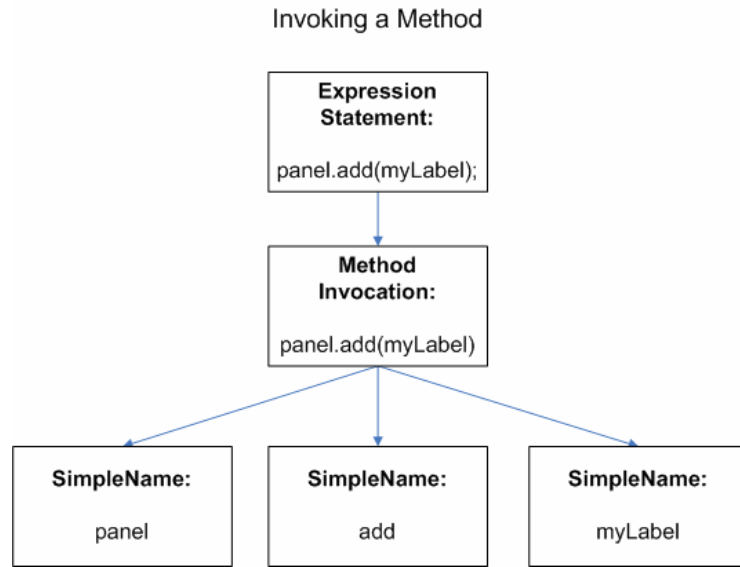 Invoking a Method
Expression
Statement:
panel.add(myLabel);
Method
Invocation:
panel.add(myLabel)
SimpleName:
panel
SimpleName:
add
SimpleName:
myLabel